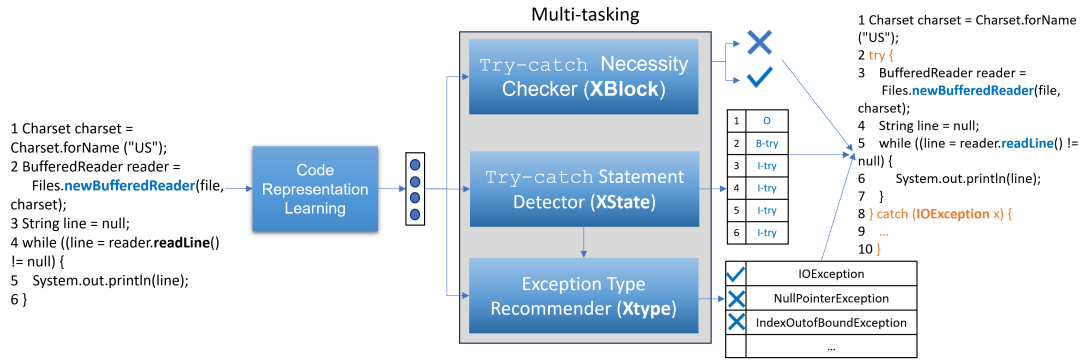 Multi-tasking
1 Charset charset =
Charset.forName ("US");
2 BufferedReader reader =
Files.newBufferedReader(file,
charset);
3 String line = null;
4 while ((line = reader.readLine()
!= null) {
5 System.out.println(line);
6 }
Code
Representation
Learning
Try-catch Necessity
Checker (XBlock)
Try-catch Statement
Detector (XState)
Exception Type
Recommender (Xtype)
1 O
2 B-try
3 I-try
4 I-try
5 I-try
6 I-try
IOException
NullPointerException
IndexOutofBoundException
...
1 Charset charset = Charset.forName
("US");
2 try {
3 BufferedReader reader =
Files.newBufferedReader(file,
charset);
4 String line = null;
5 while ((line = reader.readLine() !=
null) {
6 System.out.println(line);
7 }
8 } catch (IOException x) {
9 ...
10 }